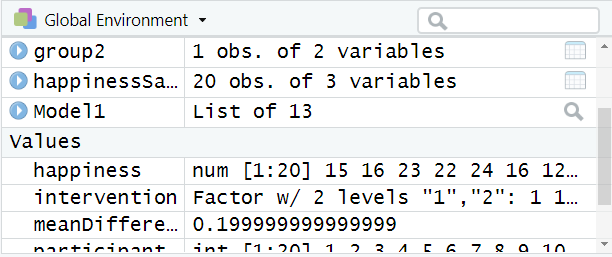 Global Environment
group2 1 obs. of 2 variables
happinessSa… 20 obs. of 3 variables
Model1 List of 13
Values
happiness num [1:20] 15 16 23 22 24 16 12…
intervention Factor w/ 2 levels "1","2": 1 1…
meanDiffere… 0.199999999999999
participant int [1:20] 1 2 3 4 5 6 7 8 9 10